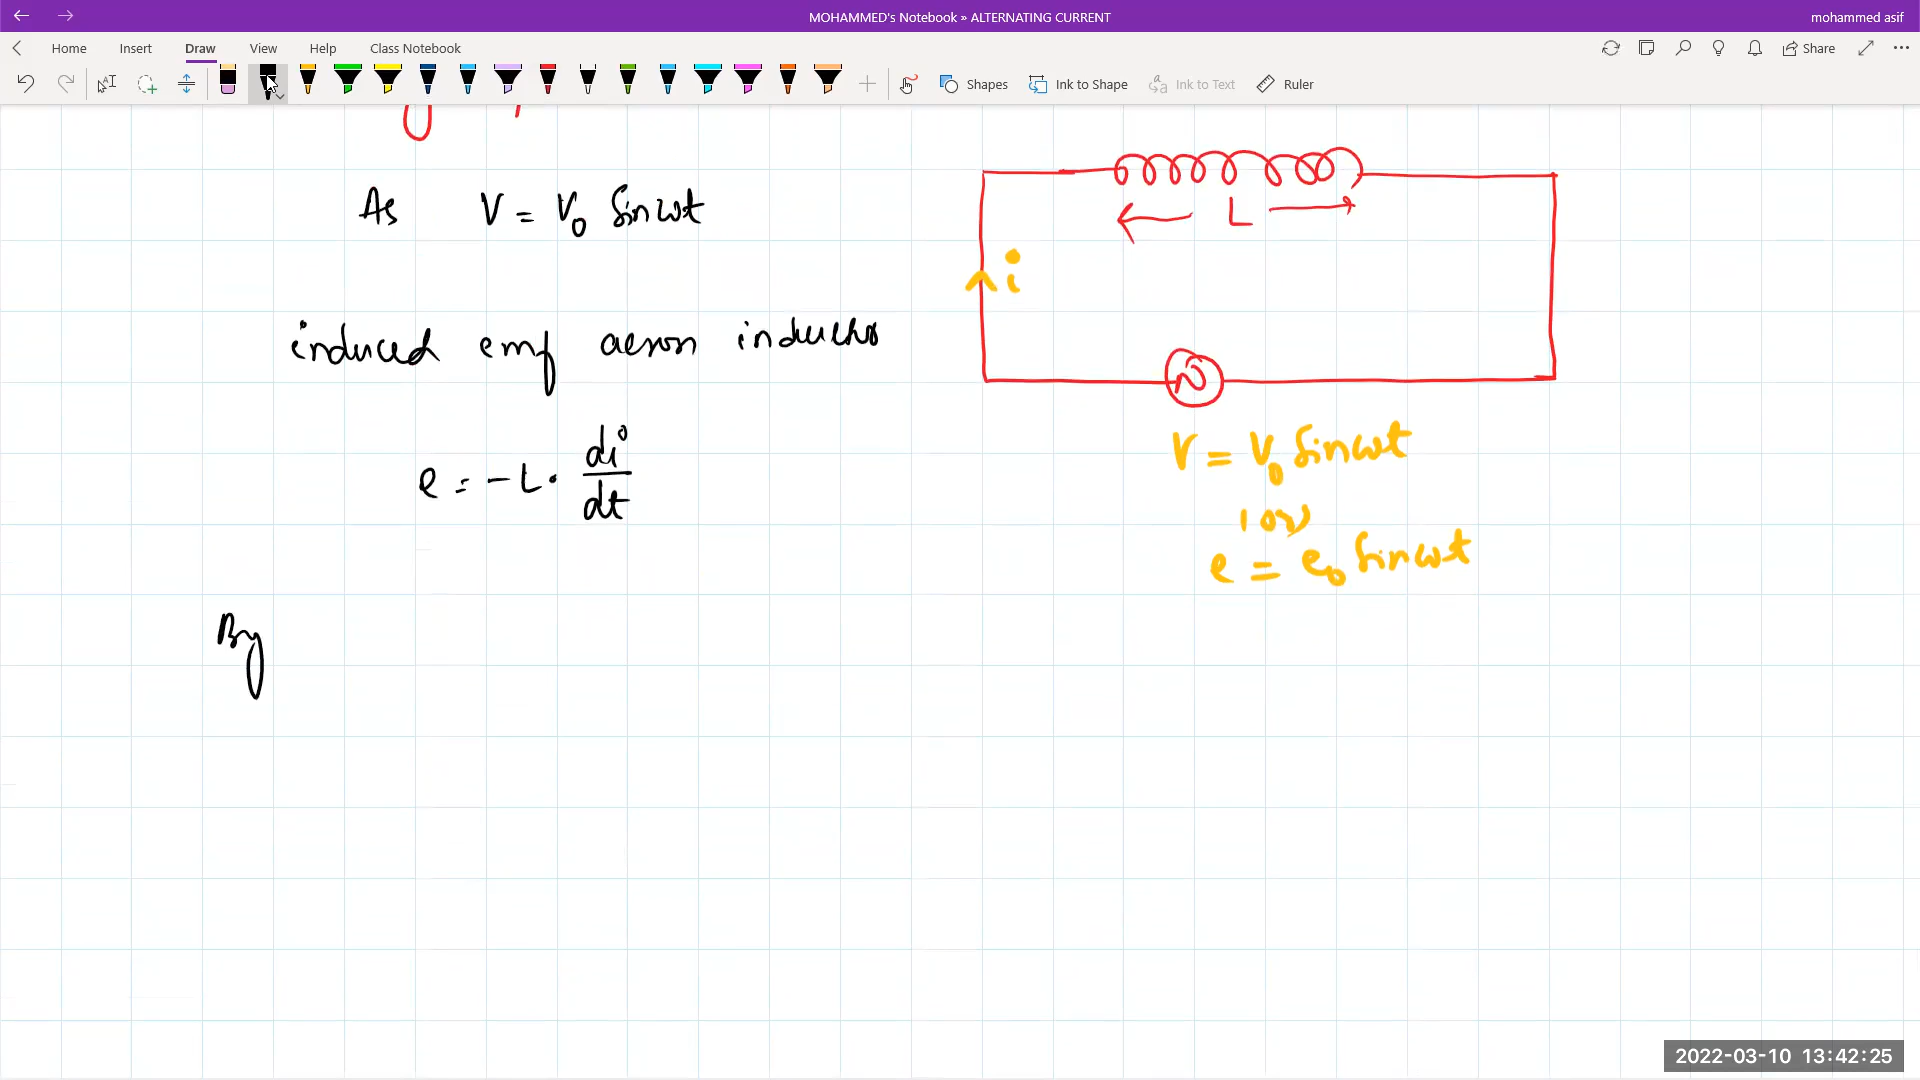 MOHAMMED's Notebook » ALTERNATING CURRENT
mohammed asif
Home Insert Draw View Help Class Notebook
Share
Shapes Ink to Shape Ink to Text Ruler
As V = V₀ Sin ωt
induced emf across inductor
e = -L. di/dt
By
L
i
V = V₀ Sin ωt
or
e = e₀ Sin ωt
2022-03-10 13:42:25